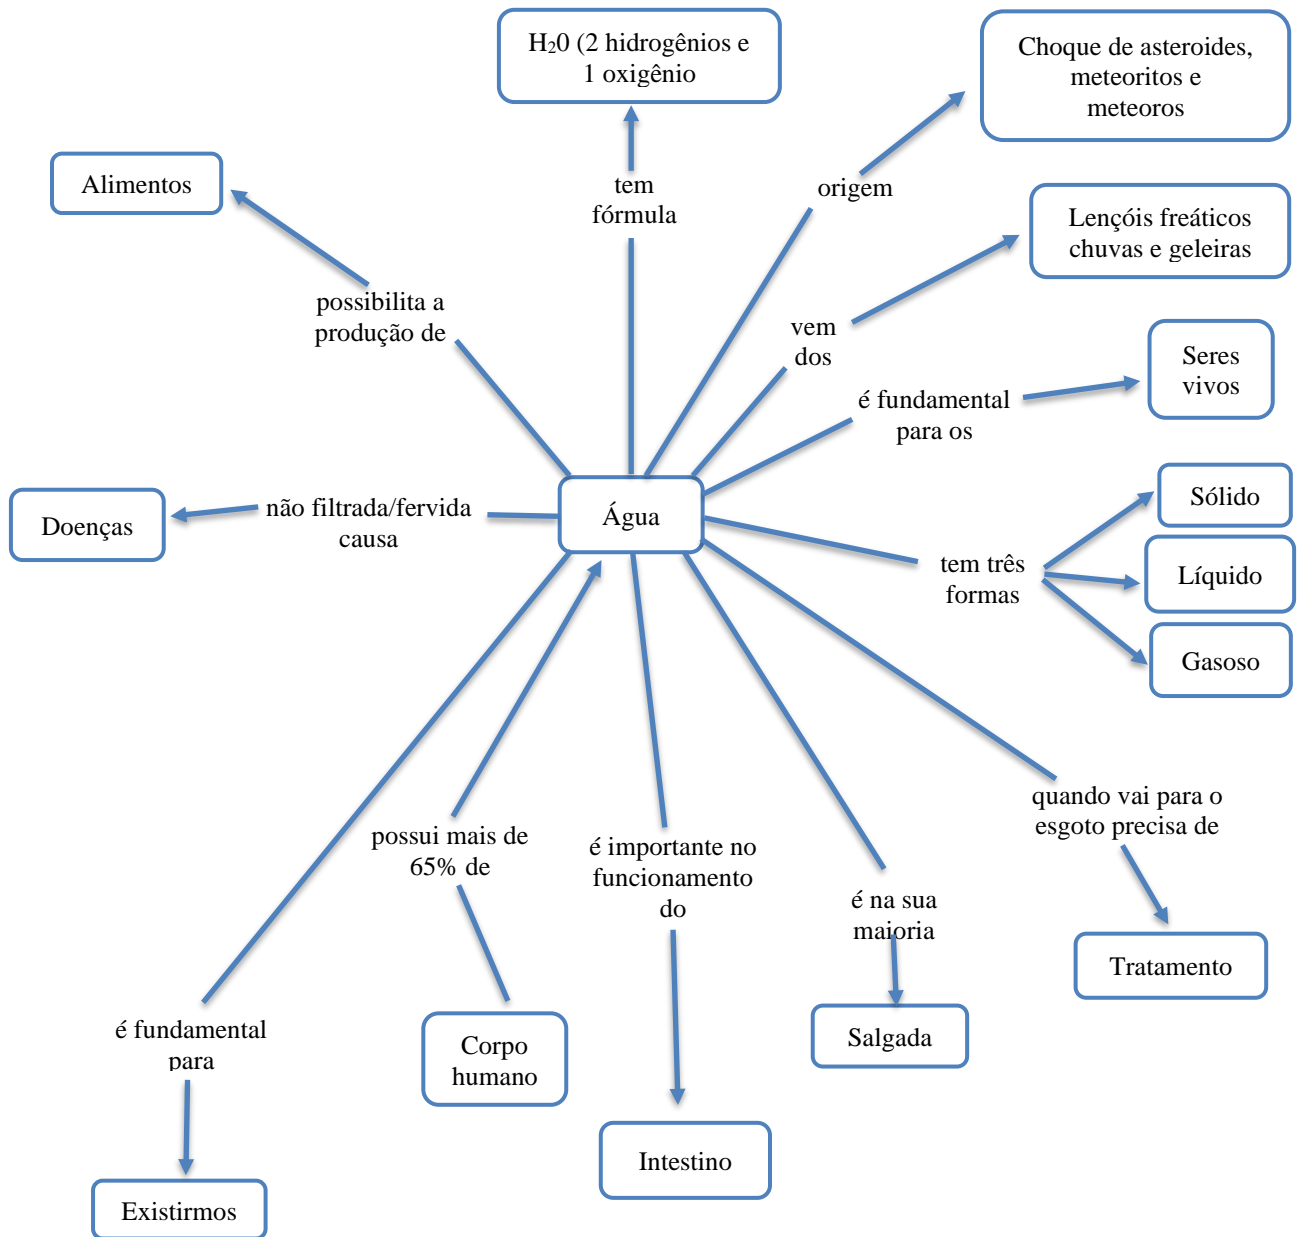 H₂0 (2 hidrogênios e
1 oxigênio
Choque de asteroides,
meteoritos e
meteoros
Alimentos
tem
fórmula
origem
Lençóis freáticos
chuvas e geleiras
possibilita a
produção de
vem
dos
Seres
vivos
é fundamental
para os
Doenças
não filtrada/fervida
causa
Água
Sólido
tem três
formas
Líquido
Gasoso
quando vai para o
esgoto precisa de
possui mais de
65% de
é importante no
funcionamento
do
é na sua
maioria
Tratamento
é fundamental
para
Corpo
humano
Salgada
Intestino
Existirmos